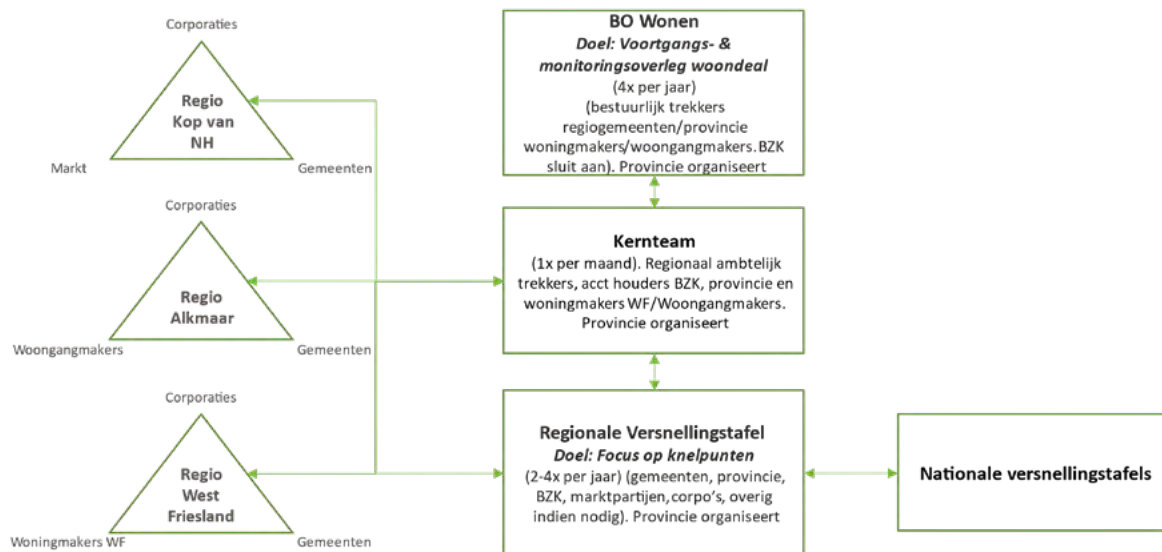 Corporaties
Regio
Kop van
NH
Markt
Gemeenten
Corporaties
Regio
Alkmaar
Woongangmakers
Gemeenten
Corporaties
Regio
West
Friesland
Woningmakers WF
Gemeenten
BO Wonen
Doel: Voortgangs- &
monitoringsoverleg woondeal
(4x per jaar)
(bestuurlijk trekkers
regiogemeenten/provincie
woningmakers/woongangmakers.BZK
sluit aan). Provincie organiseert
Kernteam
(1x per maand). Regionaal ambtelijk
trekkers, acct houders BZK, provincie en
woningmakers WF/Woongangmakers.
Provincie organiseert
Regionale Versnellingstafel
Doel: Focus op knelpunten
(2-4x per jaar) (gemeenten, provincie,
BZK, marktpartijen,corpo's, overig
indien nodig). Provincie organiseert
Nationale versnellingstafels